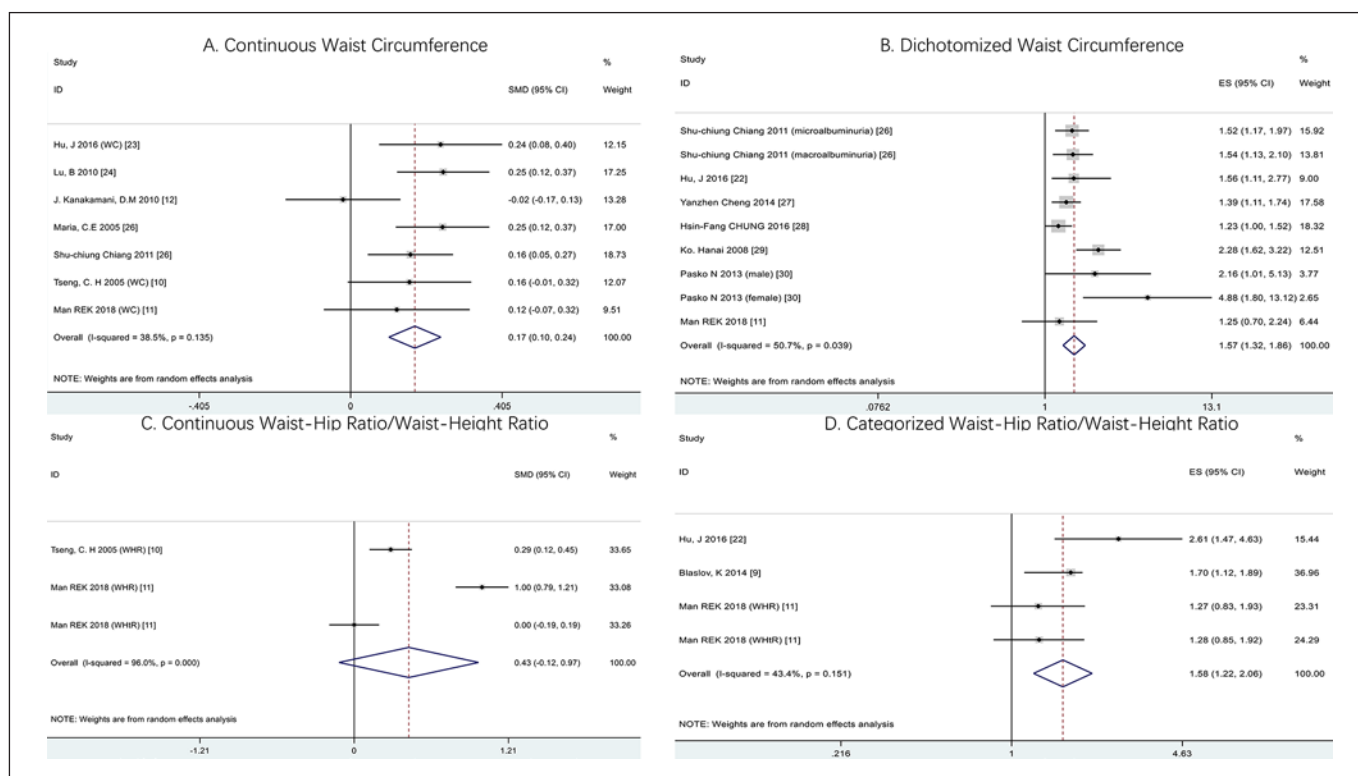 A. Continuous Waist Circumference
Study %
ID SMD (95% CI) Weight
Hu, J 2016 (WC) [23] 0.24 (0.08, 0.40) 12.15
Lu, B 2010 [24] 0.25 (0.12, 0.37) 17.25
J. Kanakamani, D.M 2010 [12] -0.02 (-0.17, 0.13) 13.28
Maria, C.E 2005 [26] 0.25 (0.12, 0.37) 17.00
Shu-chiung Chiang 2011 [26] 0.16 (0.05, 0.27) 18.73
Tseng, C. H 2005 (WC) [10] 0.16 (-0.01, 0.32) 12.07
Man REK 2018 (WC) [11] 0.12 (-0.07, 0.32) 9.51
Overall (I-squared = 38.5%, p = 0.135) 0.17 (0.10, 0.24) 100.00
NOTE: Weights are from random effects analysis
-.405 0 .405
B. Dichotomized Waist Circumference
Study %
ID ES (95% CI) Weight
Shu-chiung Chiang 2011 (microalbuminuria) [26] 1.52 (1.17, 1.97) 15.92
Shu-chiung Chiang 2011 (macroalbuminuria) [26] 1.54 (1.13, 2.10) 13.81
Hu, J 2016 [22] 1.56 (1.11, 2.77) 9.00
Yanzhen Cheng 2014 [27] 1.39 (1.11, 1.74) 17.58
Hsin-Fang CHUNG 2016 [28] 1.23 (1.00, 1.52) 18.32
Ko. Hanai 2008 [29] 2.28 (1.62, 3.22) 12.51
Pasko N 2013 (male) [30] 2.16 (1.01, 5.13) 3.77
Pasko N 2013 (female) [30] 4.88 (1.80, 13.12) 2.65
Man REK 2018 [11] 1.25 (0.70, 2.24) 6.44
Overall (I-squared = 50.7%, p = 0.039) 1.57 (1.32, 1.86) 100.00
NOTE: Weights are from random effects analysis
.0762 1 13.1
C. Continuous Waist-Hip Ratio/Waist-Height Ratio
Study %
ID SMD (95% CI) Weight
Tseng, C. H 2005 (WHR) [10] 0.29 (0.12, 0.45) 33.65
Man REK 2018 (WHR) [11] 1.00 (0.79, 1.21) 33.08
Man REK 2018 (WHtR) [11] 0.00 (-0.19, 0.19) 33.26
Overall (I-squared = 96.0%, p = 0.000) 0.43 (-0.12, 0.97) 100.00
NOTE: Weights are from random effects analysis
-1.21 0 1.21
D. Categorized Waist-Hip Ratio/Waist-Height Ratio
Study %
ID ES (95% CI) Weight
Hu, J 2016 [22] 2.61 (1.47, 4.63) 15.44
Blaslov, K 2014 [9] 1.70 (1.12, 1.89) 36.96
Man REK 2018 (WHR) [11] 1.27 (0.83, 1.93) 23.31
Man REK 2018 (WHtR) [11] 1.28 (0.85, 1.92) 24.29
Overall (I-squared = 43.4%, p = 0.151) 1.58 (1.22, 2.06) 100.00
NOTE: Weights are from random effects analysis
.216 1 4.63